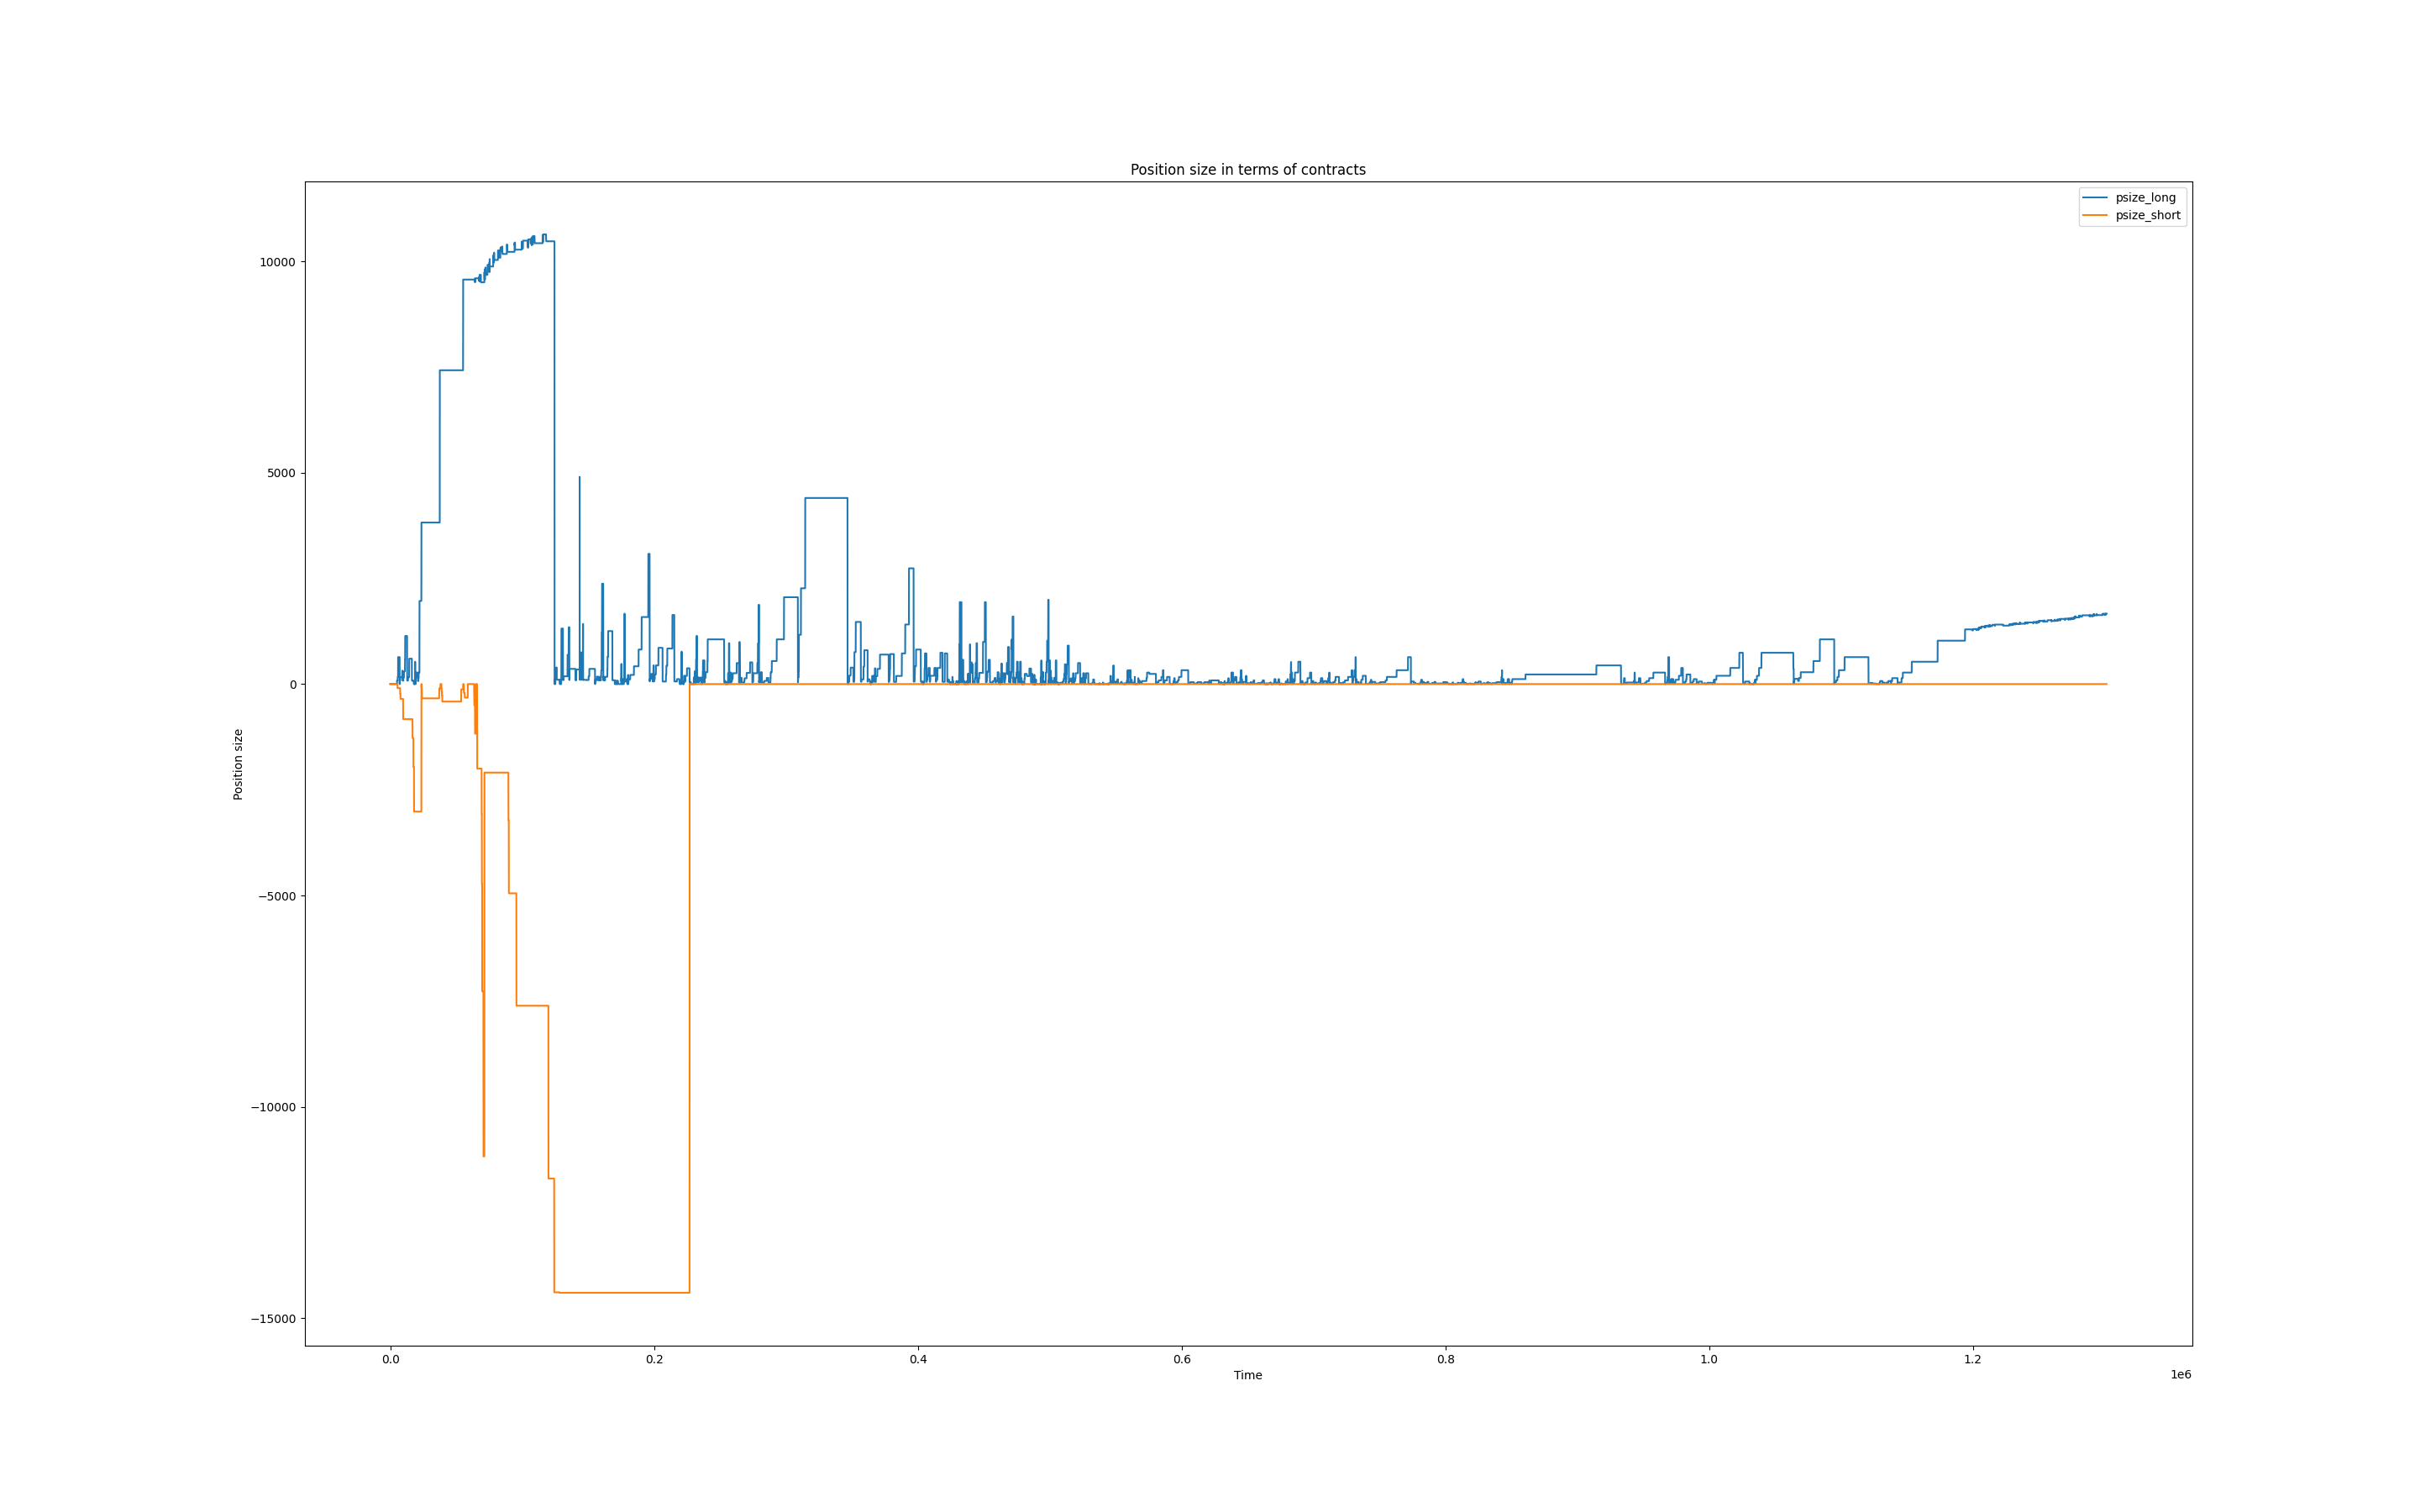 Position size in terms of contracts
psize_long
psize_short
10000
5000
0
−5000
−10000
−15000
Position size
0.0 0.2 0.4 0.6 0.8 1.0 1.2
Time
1e6